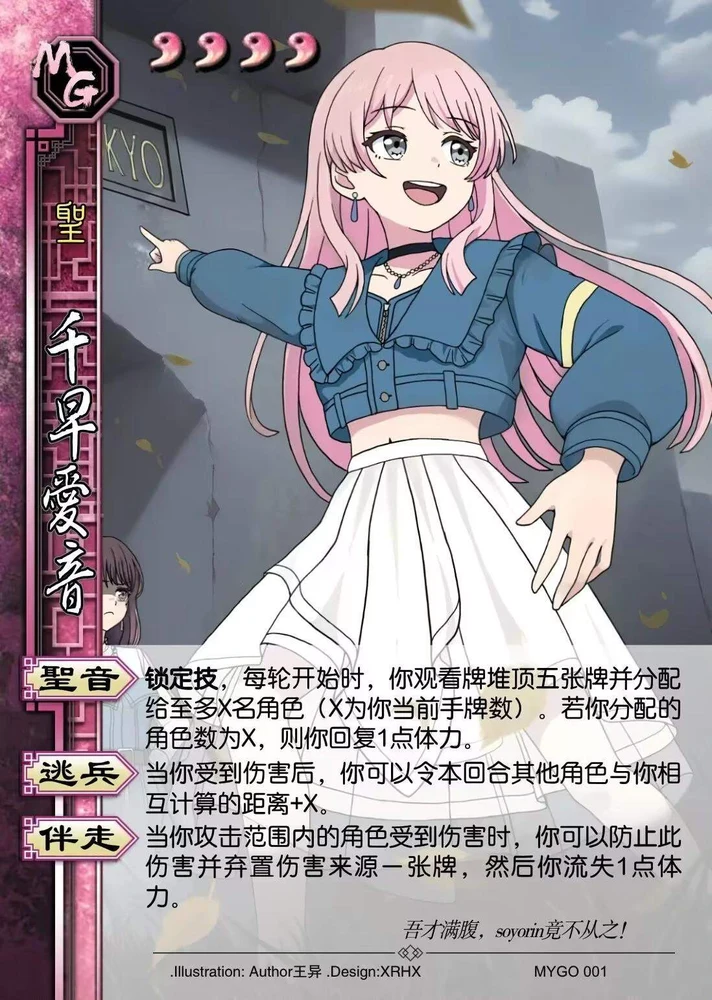 MG
KYO
聖
千早愛音
聖音
锁定技，每轮开始时，你观看牌堆顶五张牌并分配
给至多X名角色（X为你当前手牌数）。若你分配的
角色数为X，则你回复1点体力。
逃兵
当你受到伤害后，你可以令本回合其他角色与你相
互计算的距离+X。
伴走
当你攻击范围内的角色受到伤害时，你可以防止此
伤害并弃置伤害来源一张牌，然后你流失1点体
力。
吾才满腹，soyorin竟不从之！
.Illustration: Author王异 .Design:XRHX
MYGO 001